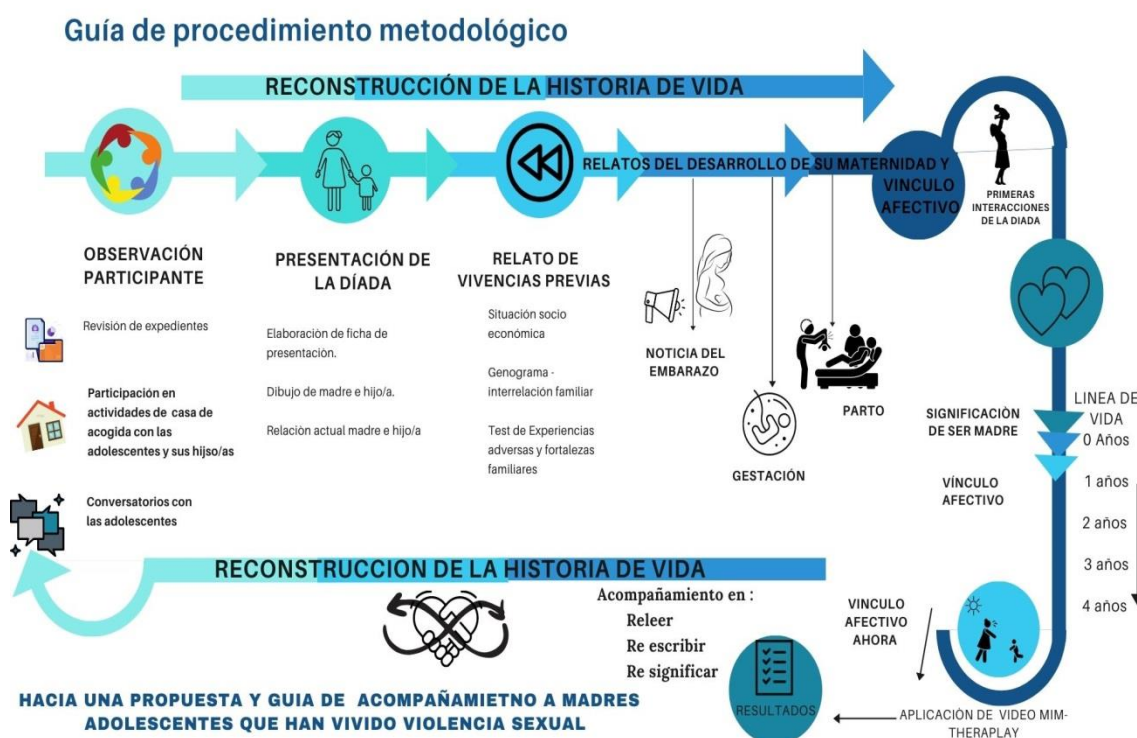 Guía de procedimiento metodológico
RECONSTRUCCIÓN DE LA HISTORIA DE VIDA
RELATOS DEL DESARROLLO DE SU MATERNIDAD Y
VINCULO
AFECTIVO
PRIMERAS
INTERACCIONES
DE LA DIADA
OBSERVACIÓN
PARTICIPANTE
Revisión de expedientes
Participación en
actividades de casa de
acogida con las
adolescentes y sus hijso/as
Conversatorios con
las adolescentes
PRESENTACIÓN DE
LA DÍADA
Elaboraciòn de ficha de
presentaciòn.
Dibujo de madre e hijo/a.
Relaciòn actual madre e hijo/a
RELATO DE
VIVENCIAS PREVIAS
Situación socio
económica
Genograma -
interrelación familiar
Test de Experiencias
adversas y fortalezas
familiares
NOTICIA DEL
EMBARAZO
GESTACIÓN
PARTO
SIGNIFICACIÒN
DE SER MADRE
VÍNCULO
AFECTIVO
LINEA DE
VIDA
0 Años
1 años
2 años
3 años
4 años
VINCULO
AFECTIVO
AHORA
APLICACIÒN DE VIDEO MIM-
THERAPLAY
RESULTADOS
RECONSTRUCCION DE LA HISTORIA DE VIDA
Acompañamiento en :
Releer
Re escribir
Re significar
HACIA UNA PROPUESTA Y GUIA DE ACOMPAÑAMIETNO A MADRES
ADOLESCENTES QUE HAN VIVIDO VIOLENCIA SEXUAL